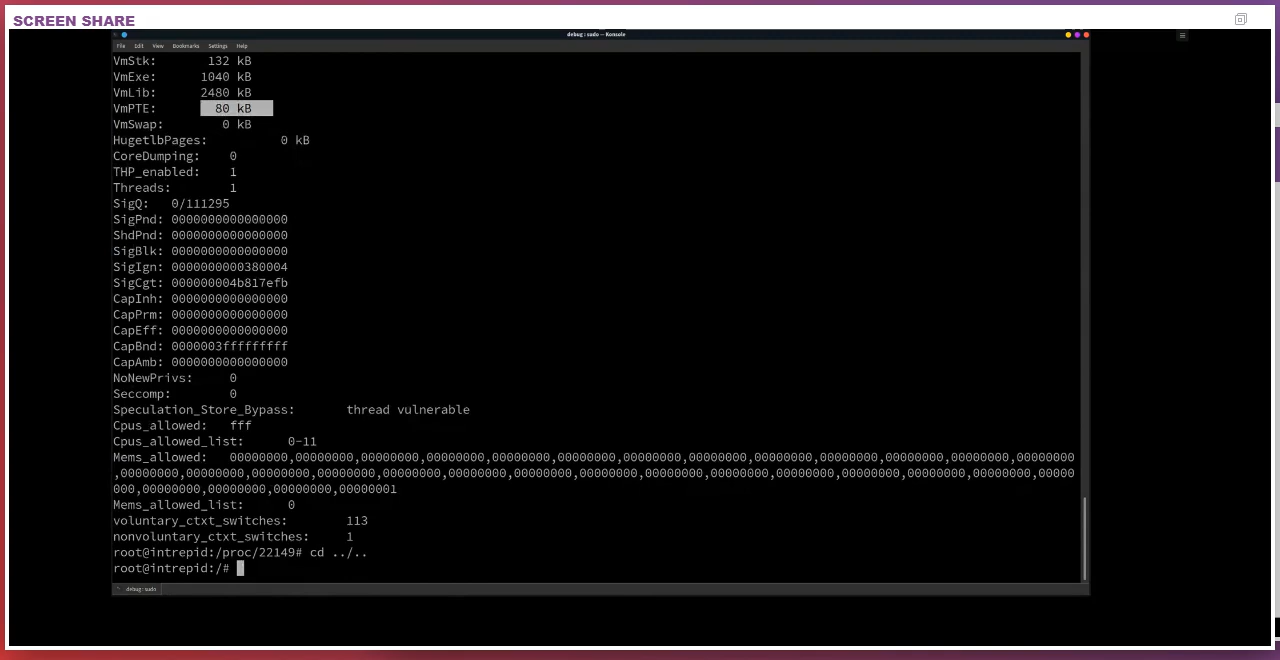 SCREEN SHARE
debug : sudo — Konsole
File Edit View Bookmarks Settings Help
VmStk: 132 kB
VmExe: 1040 kB
VmLib: 2480 kB
VmPTE: 80 kB
VmSwap: 0 kB
HugetlbPages: 0 kB
CoreDumping: 0
THP_enabled: 1
Threads: 1
SigQ: 0/111295
SigPnd: 0000000000000000
ShdPnd: 0000000000000000
SigBlk: 0000000000000000
SigIgn: 0000000000380004
SigCgt: 000000004b817efb
CapInh: 0000000000000000
CapPrm: 0000000000000000
CapEff: 0000000000000000
CapBnd: 0000003fffffffff
CapAmb: 0000000000000000
NoNewPrivs: 0
Seccomp: 0
Speculation_Store_Bypass: thread vulnerable
Cpus_allowed: fff
Cpus_allowed_list: 0-11
Mems_allowed: 00000000,00000000,00000000,00000000,00000000,00000000,00000000,00000000,00000000,00000000,00000000,00000000,00000000
,00000000,00000000,00000000,00000000,00000000,00000000,00000000,00000000,00000000,00000000,00000000,00000000,00000000,00000000,00000
000,00000000,00000000,00000000,00000001
Mems_allowed_list: 0
voluntary_ctxt_switches: 113
nonvoluntary_ctxt_switches: 1
root@intrepid:/proc/22149# cd ../..
root@intrepid:/#
debug : sudo